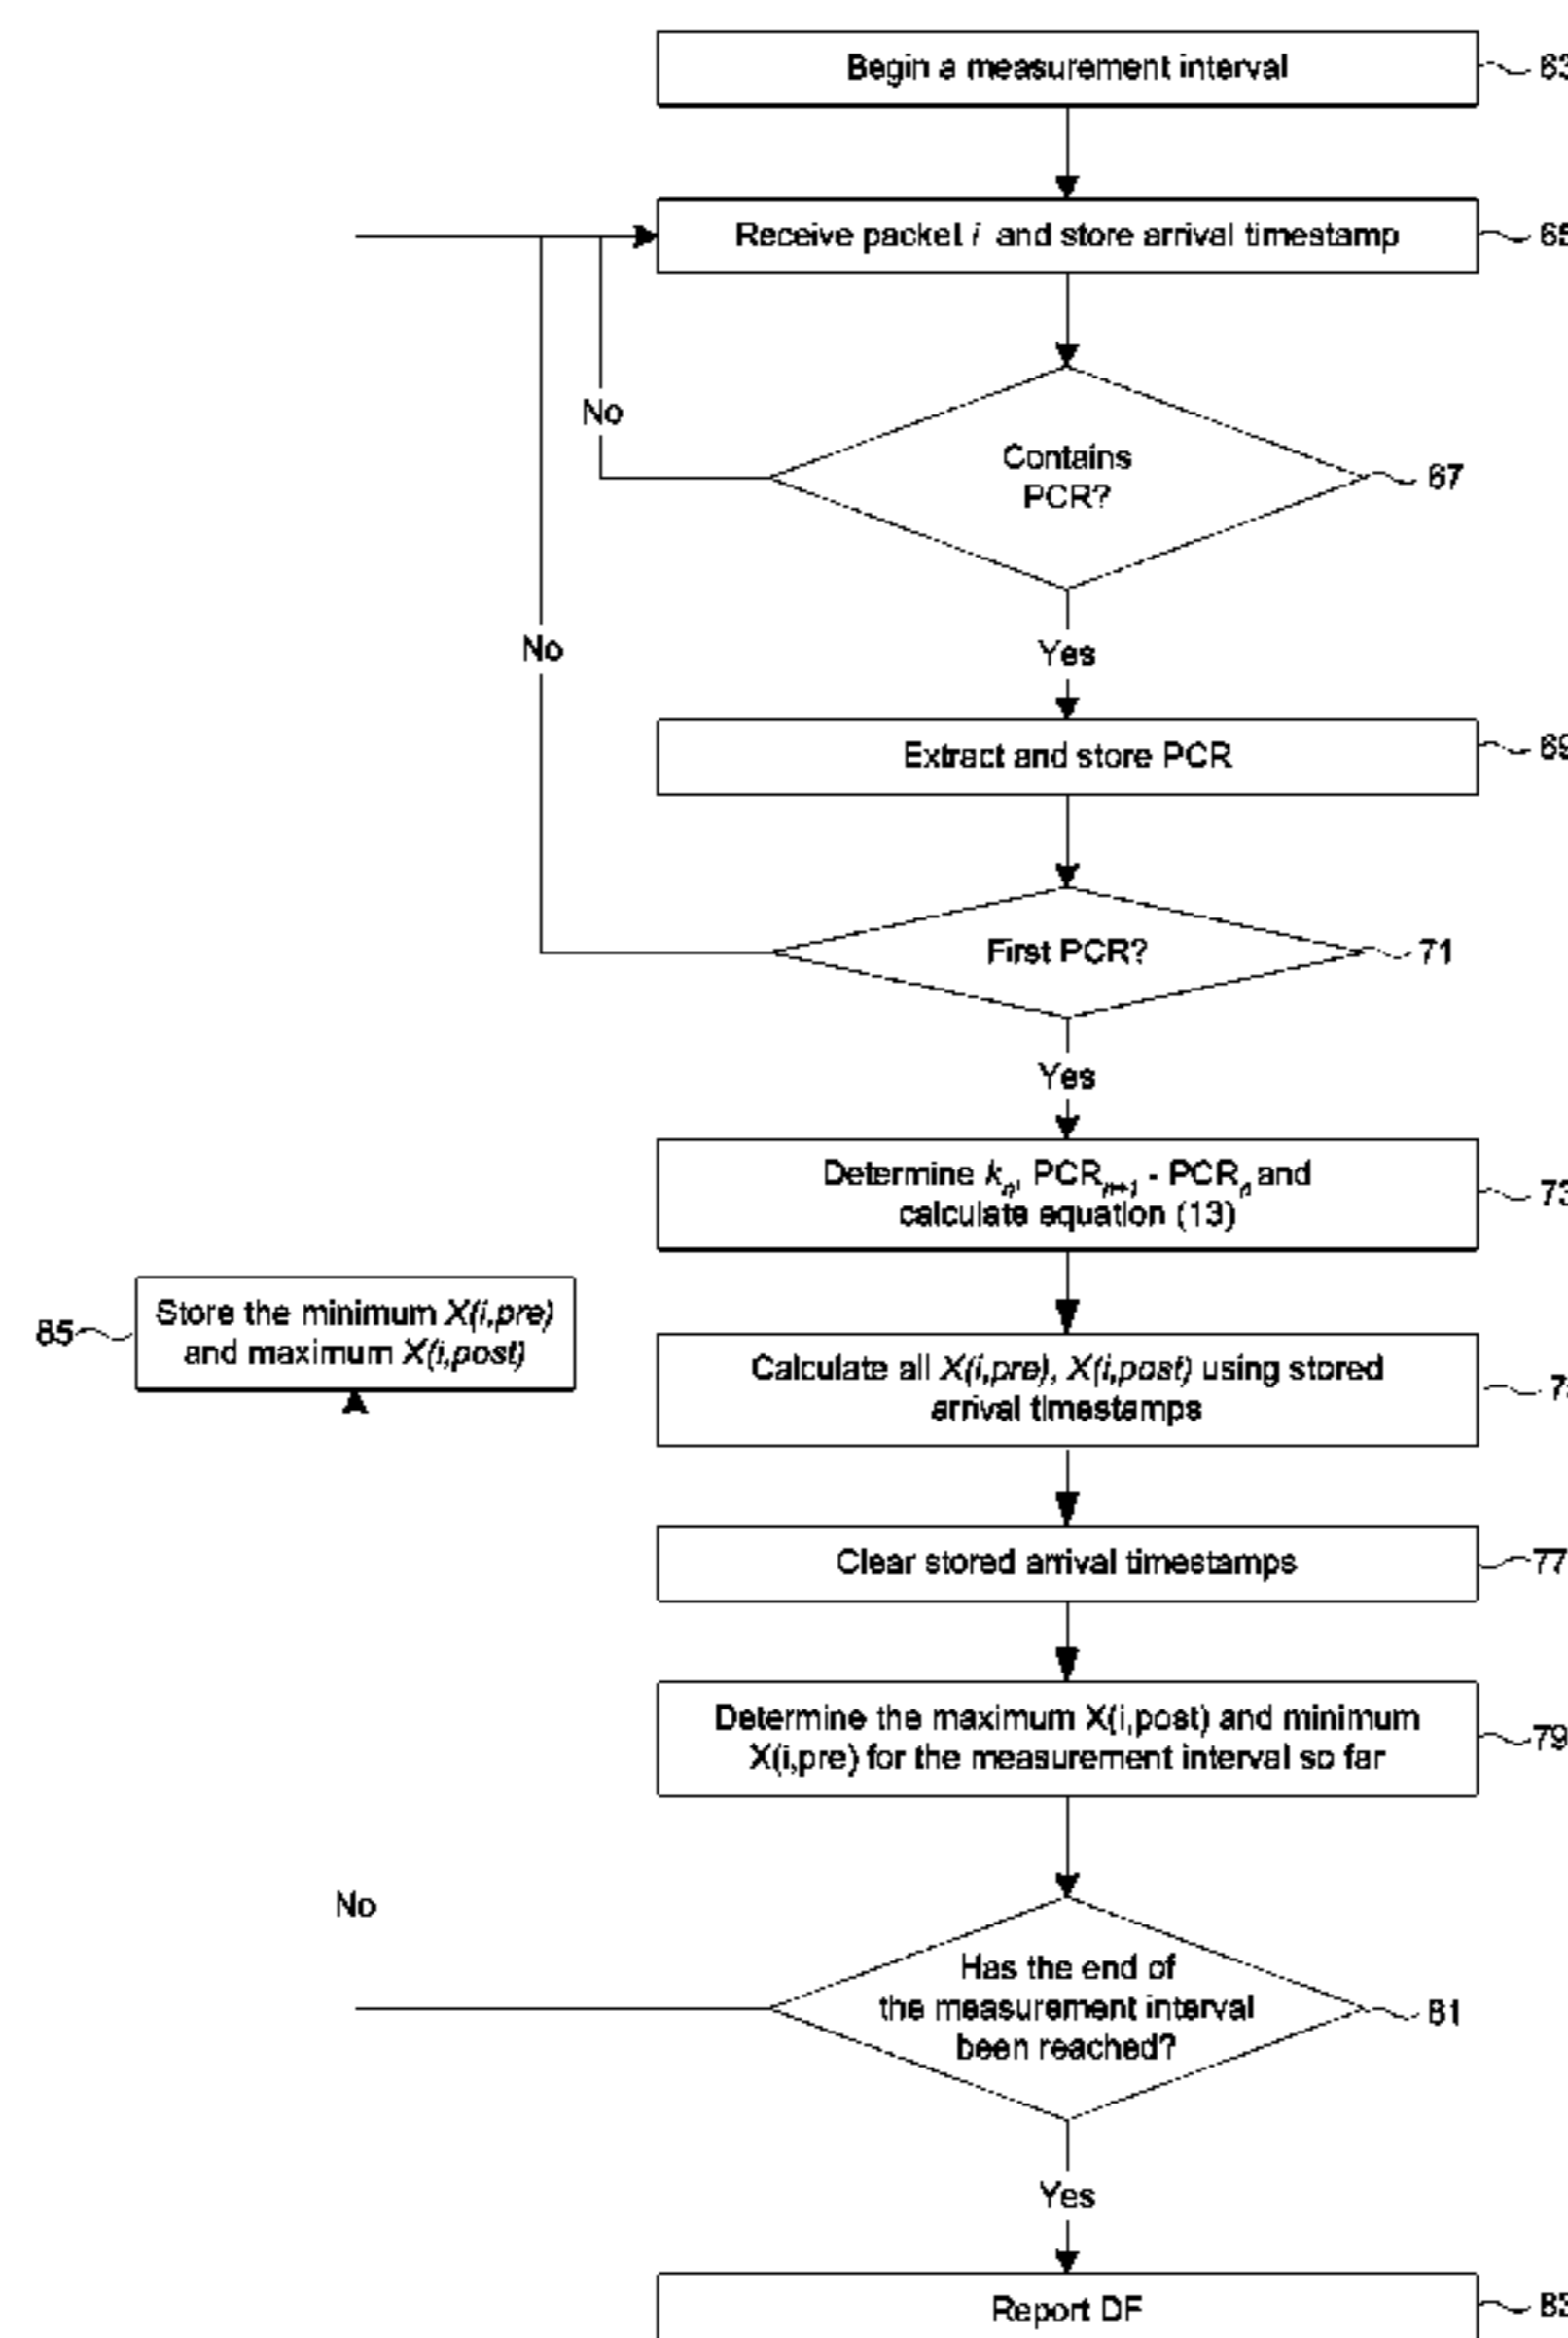 Begin a measurement interval
63
Receive packet i and store arrival timestamp
65
No
Contains
PCR?
67
No
Yes
Extract and store PCR
69
First PCR?
71
Yes
Determine kn, PCRn+1 - PCRn and
calculate equation (13)
73
85
Store the minimum X(i,pre)
and maximum X(i,post)
Calculate all X(i,pre), X(i,post) using stored
arrival timestamps
Clear stored arrival timestamps
77
Determine the maximum X(i,post) and minimum
X(i,pre) for the measurement interval so far
79
No
Has the end of
the measurement interval
been reached?
81
Yes
Report DF
83